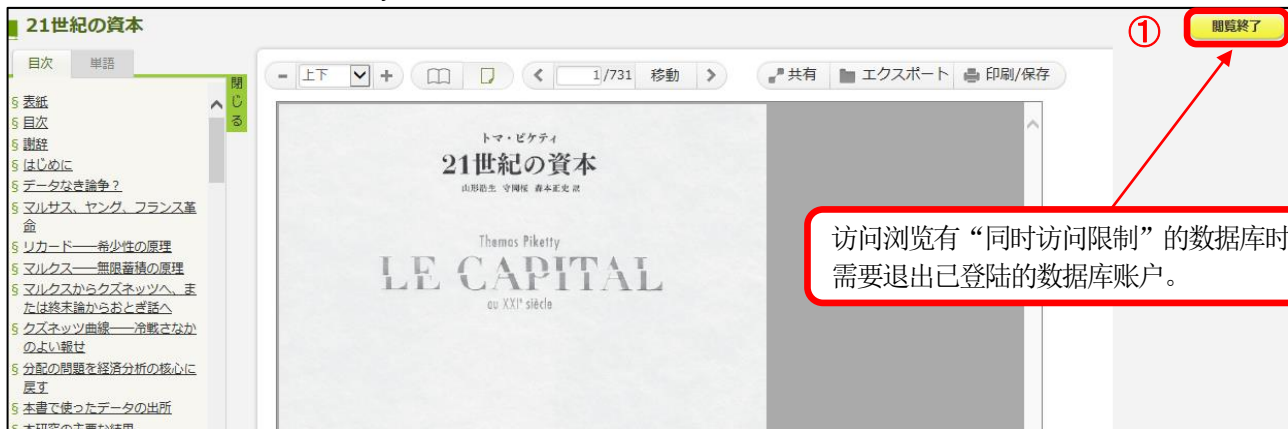 21世紀の資本
①
閲覧終了
目次 単語
閉じる
§ 表紙
§ 目次
§ 謝辞
§ はじめに
§ データなき論争？
§ マルサス、ヤング、フランス革
命
§ リカード――希少性の原理
§ マルクス――無限蓄積の原理
§ マルクスからクズネッツへ、ま
たは終末論からおとぎ話へ
§ クズネッツ曲線――冷戦さなか
のよい報せ
§ 分配の問題を経済分析の核心に
戻す
§ 本書で使ったデータの出所
§ 本研究の主要な結果
- 上下 +
1/731 移動
共有 エクスポート 印刷/保存
トマ・ピケティ
21世紀の資本
山形浩生 守岡桜 森本正史 訳
Thomas Piketty
LE CAPITAL
au XXIe siècle
访问浏览有“同时访问限制”的数据库时
需要退出已登陆的数据库账户。